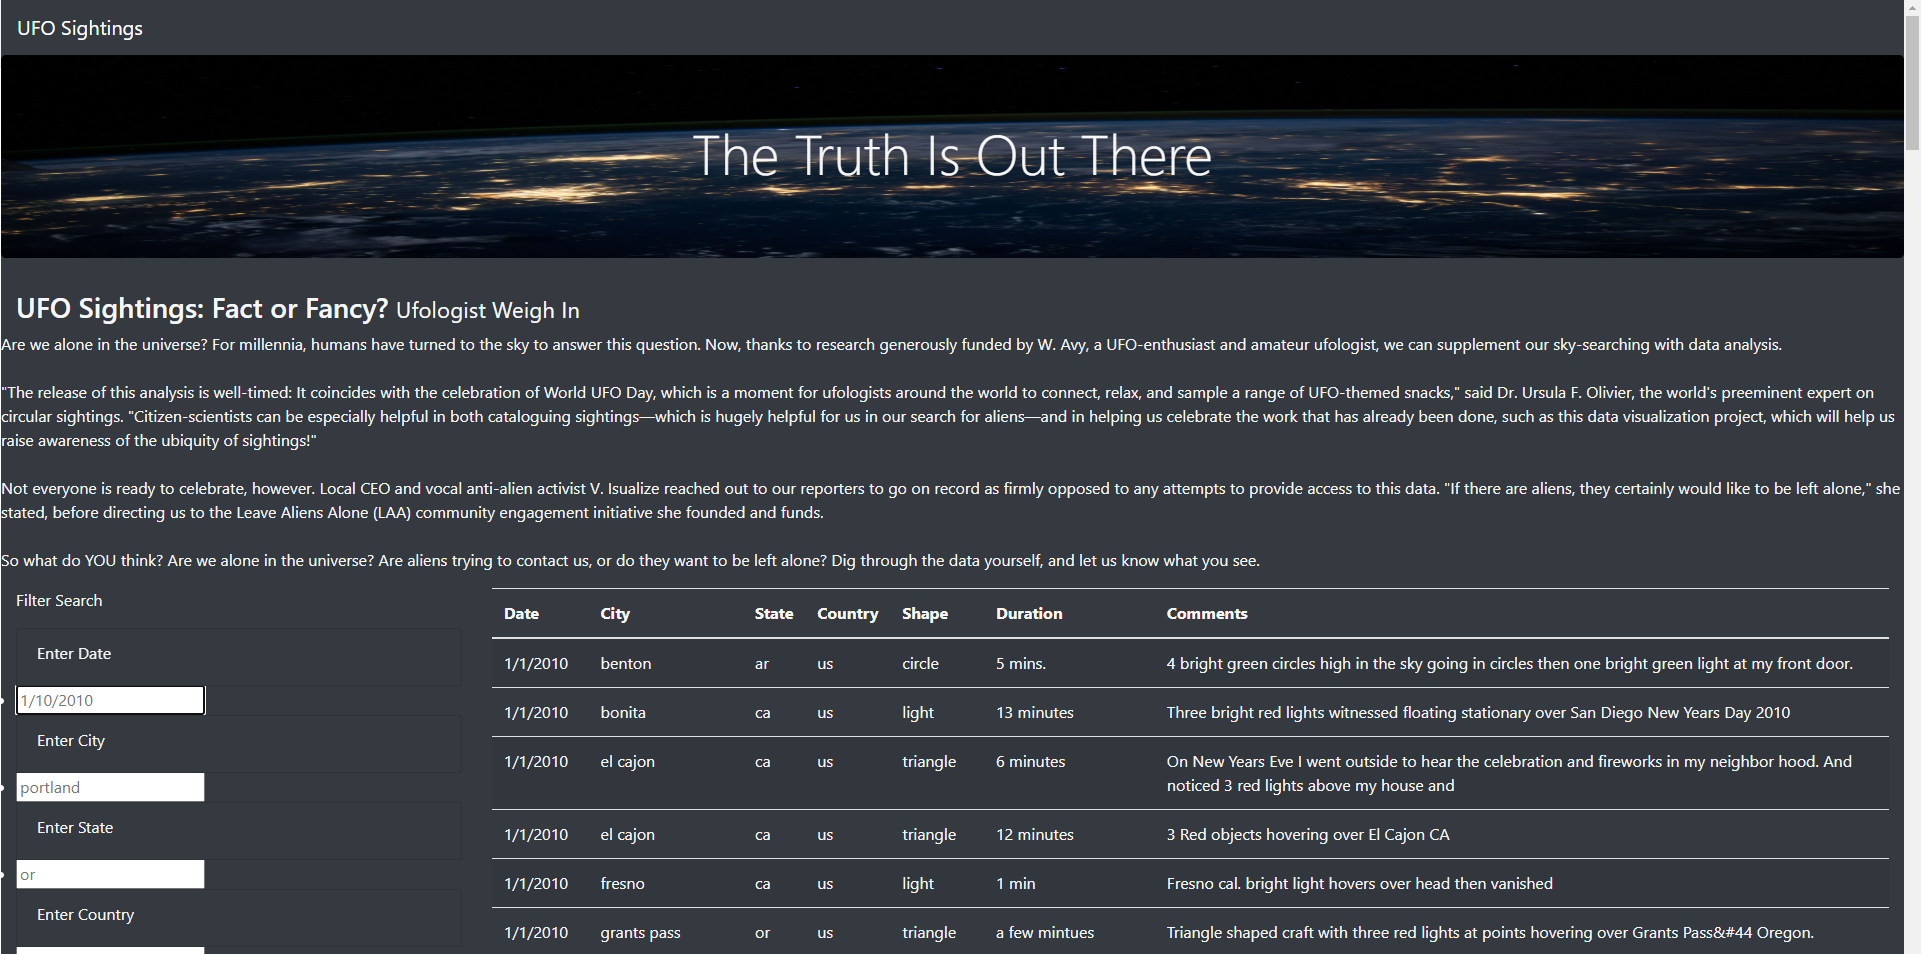 UFO Sightings
The Truth Is Out There
UFO Sightings: Fact or Fancy? Ufologist Weigh In
Are we alone in the universe? For millennia, humans have turned to the sky to answer this question. Now, thanks to research generously funded by W. Avy, a UFO-enthusiast and amateur ufologist, we can supplement our sky-searching with data analysis.
"The release of this analysis is well-timed: It coincides with the celebration of World UFO Day, which is a moment for ufologists around the world to connect, relax, and sample a range of UFO-themed snacks," said Dr. Ursula F. Olivier, the world's preeminent expert on
circular sightings. "Citizen-scientists can be especially helpful in both cataloguing sightings—which is hugely helpful for us in our search for aliens—and in helping us celebrate the work that has already been done, such as this data visualization project, which will help us
raise awareness of the ubiquity of sightings!"
Not everyone is ready to celebrate, however. Local CEO and vocal anti-alien activist V. Isualize reached out to our reporters to go on record as firmly opposed to any attempts to provide access to this data. "If there are aliens, they certainly would like to be left alone," she
stated, before directing us to the Leave Aliens Alone (LAA) community engagement initiative she founded and funds.
So what do YOU think? Are we alone in the universe? Are aliens trying to contact us, or do they want to be left alone? Dig through the data yourself, and let us know what you see.
Filter Search
Enter Date
1/10/2010
Enter City
portland
Enter State
or
Enter Country
Date City State Country Shape Duration Comments
1/1/2010 benton ar us circle 5 mins. 4 bright green circles high in the sky going in circles then one bright green light at my front door.
1/1/2010 bonita ca us light 13 minutes Three bright red lights witnessed floating stationary over San Diego New Years Day 2010
1/1/2010 el cajon ca us triangle 6 minutes On New Years Eve I went outside to hear the celebration and fireworks in my neighbor hood. And
noticed 3 red lights above my house and
1/1/2010 el cajon ca us triangle 12 minutes 3 Red objects hovering over El Cajon CA
1/1/2010 fresno ca us light 1 min Fresno cal. bright light hovers over head then vanished
1/1/2010 grants pass or us triangle a few mintues Triangle shaped craft with three red lights at points hovering over Grants Pass&#44 Oregon.